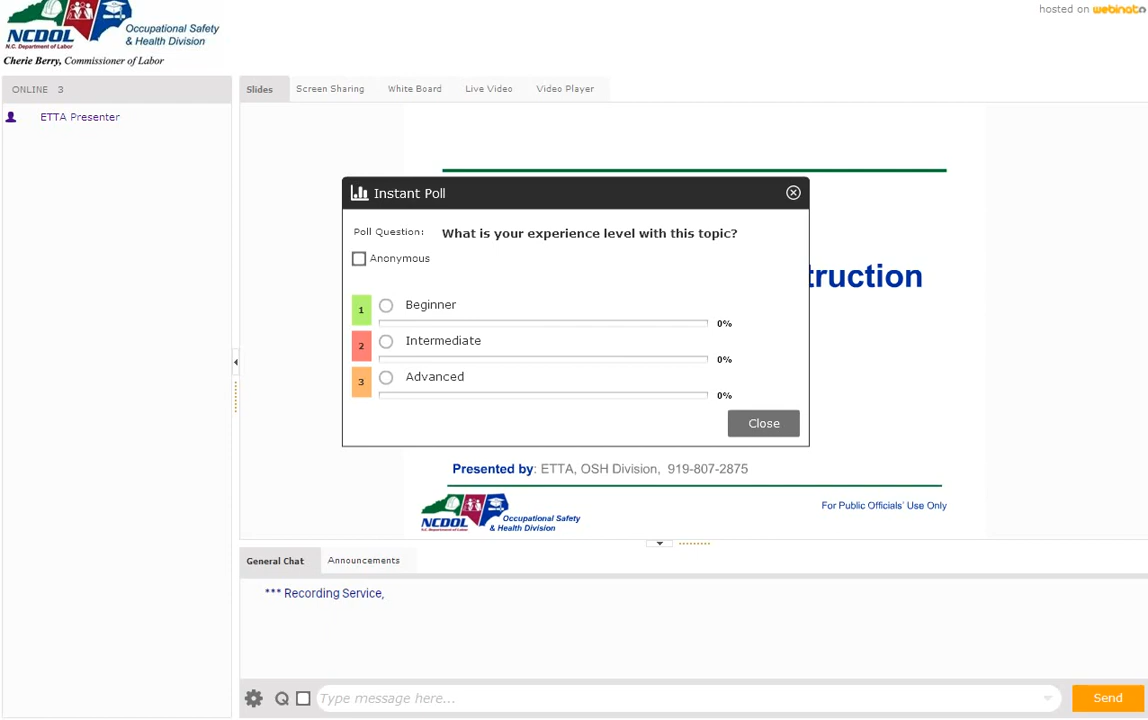 hosted on webinato
NCDOL
N.C. Department of Labor
Occupational Safety
& Health Division
Cherie Berry, Commissioner of Labor
ONLINE 3
ETTA Presenter
Slides
Screen Sharing
White Board
Live Video
Video Player
Instant Poll
Poll Question:
What is your experience level with this topic?
Anonymous
1 Beginner
0%
2 Intermediate
0%
3 Advanced
0%
Close
truction
Presented by: ETTA, OSH Division, 919-807-2875
NCDOL
N.C. Department of Labor
Occupational Safety
& Health Division
For Public Officials' Use Only
General Chat
Announcements
*** Recording Service,
Q
Type message here...
Send